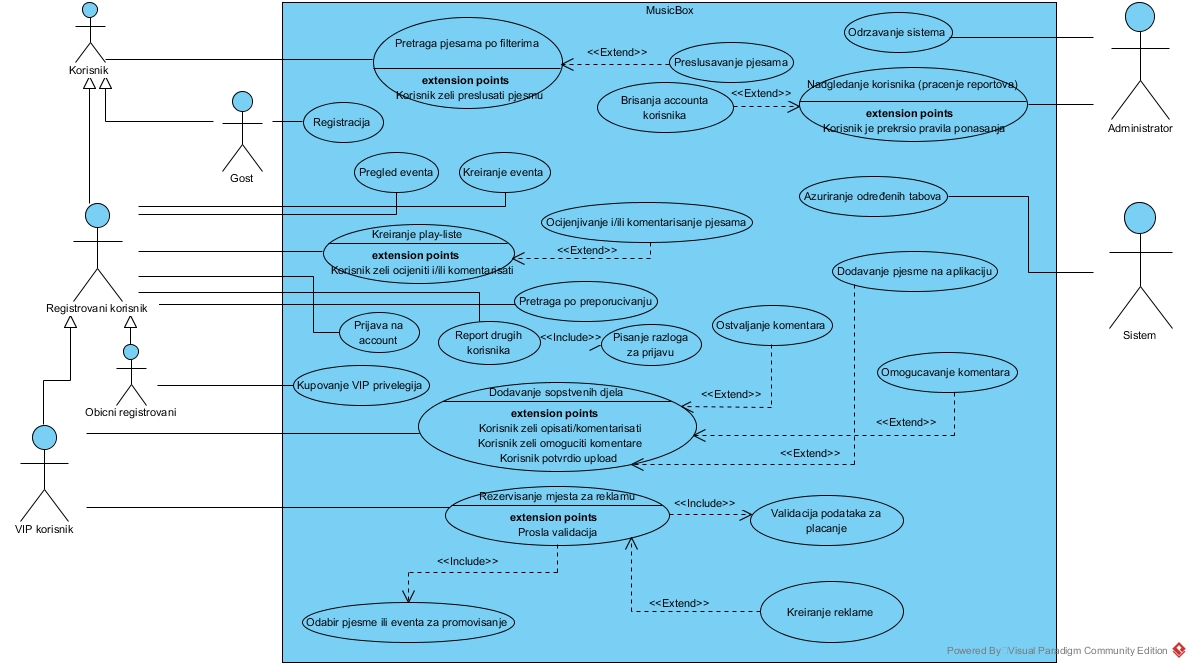 MusicBox
Korisnik
Pretraga pjesama po filterima
extension points
Korisnik zeli preslusati pjesmu
<<Extend>>
Preslusavanje pjesama
Odrzavanje sistema
Administrator
Nadgledanje korisnika (pracenje reportova)
extension points
Korisnik je prekrsio pravila ponasanja
<<Extend>>
Brisanja accounta
korisnika
Gost
Registracija
Pregled eventa
Kreiranje eventa
Azuriranje određenih tabova
Sistem
Registrovani korisnik
Kreiranje play-liste
extension points
Korisnik zeli ocijeniti i/ili komentarisati
<<Extend>>
Ocijenjivanje i/ili komentarisanje pjesama
Dodavanje pjesme na aplikaciju
Pretraga po preporucivanju
Prijava na
account
Report drugih
korisnika
<<Include>>
Pisanje razloga
za prijavu
Ostvaljanje komentara
Omogucavanje komentara
Obicni registrovani
Kupovanje VIP privelegija
Dodavanje sopstvenih djela
extension points
Korisnik zeli opisati/komentarisati
Korisnik zeli omoguciti komentare
Korisnik potvrdio upload
<<Extend>>
<<Extend>>
<<Extend>>
VIP korisnik
Rezervisanje mjesta za reklamu
extension points
Prosla validacija
<<Include>>
Validacija podataka za
placanje
<<Include>>
<<Extend>>
Odabir pjesme ili eventa za promovisanje
Kreiranje reklame
Powered By Visual Paradigm Community Edition